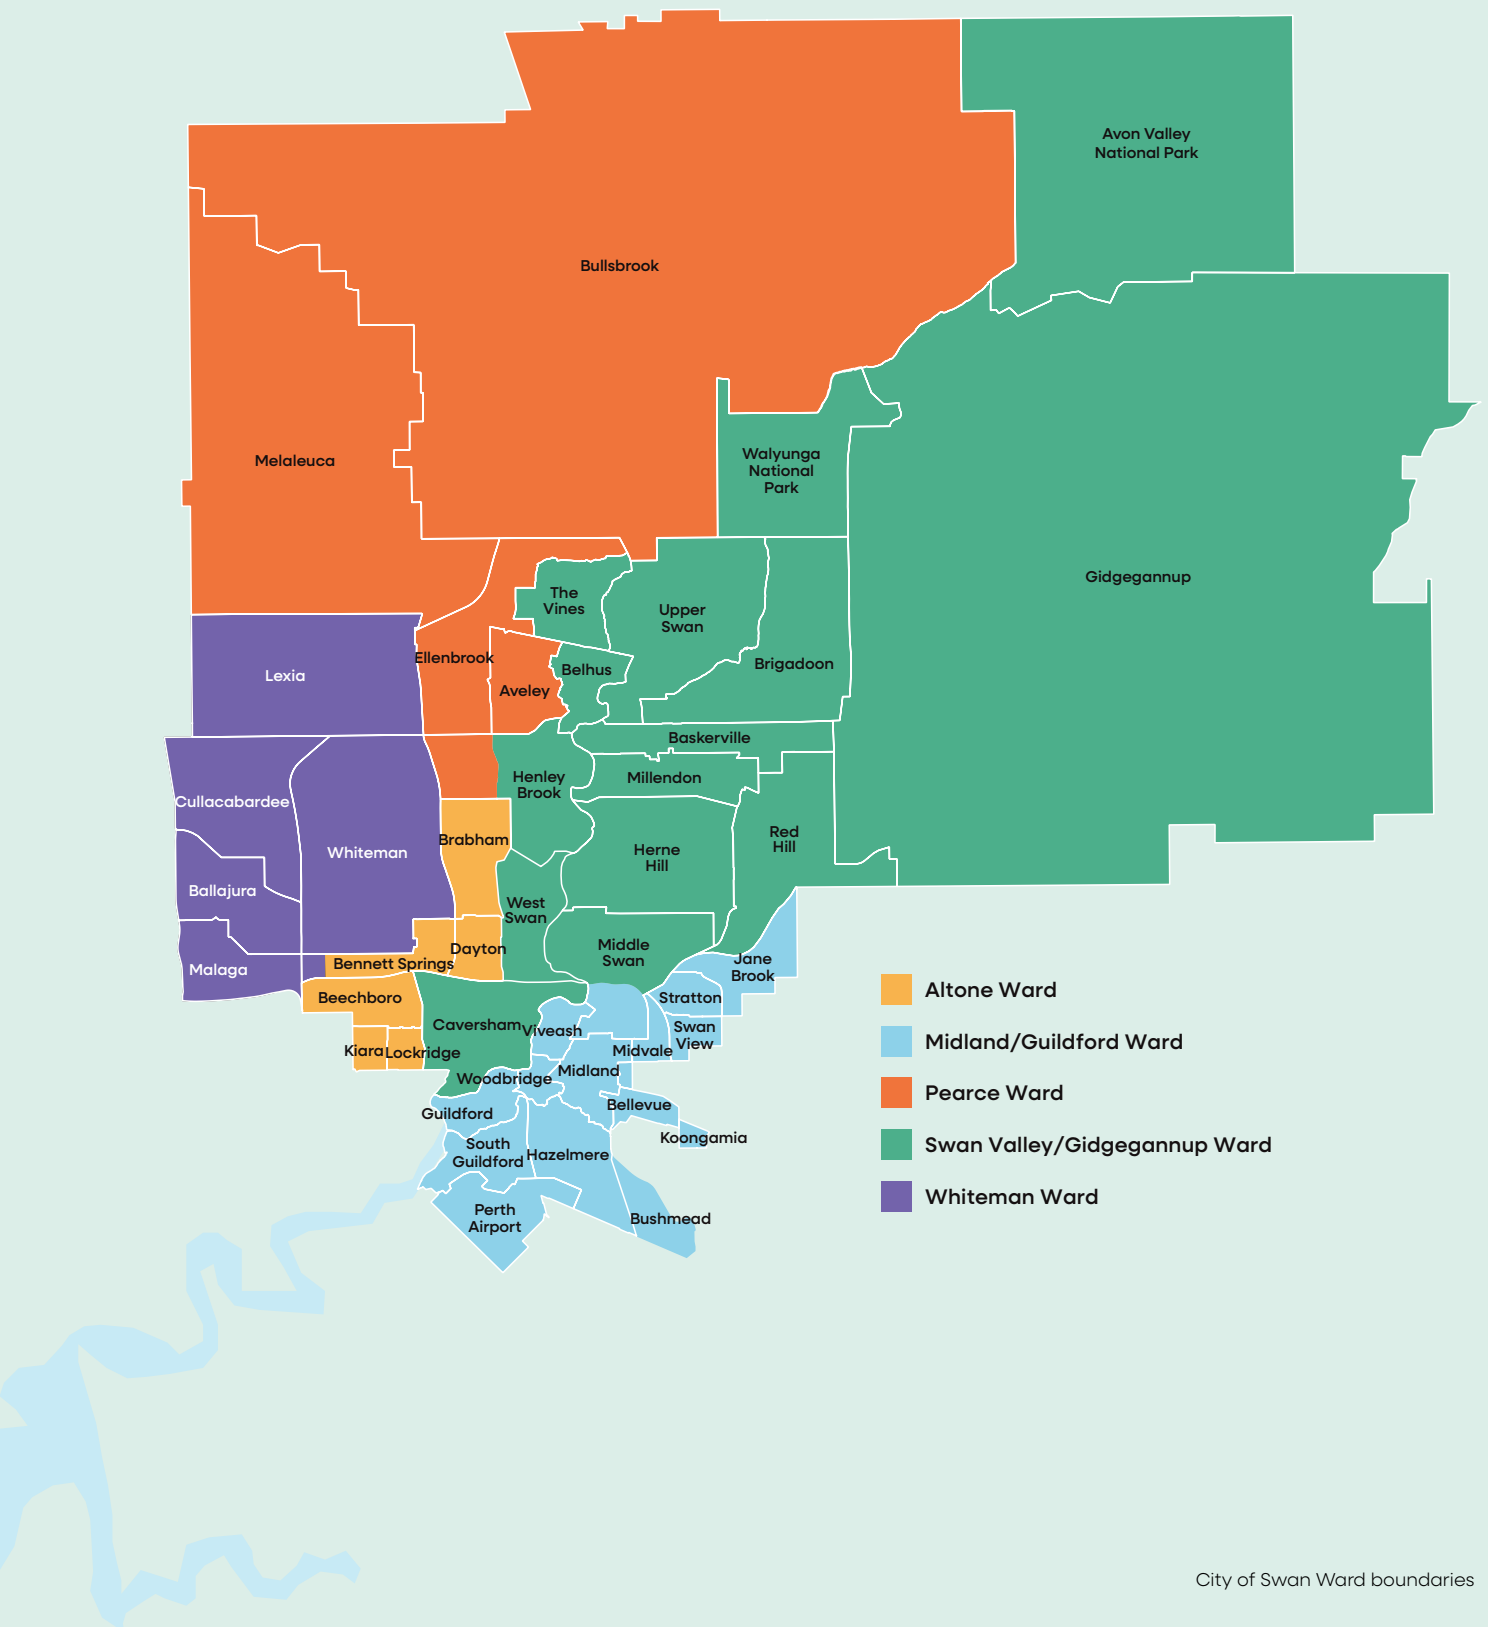 Avon Valley
National Park
Bullsbrook
Walyunga
National
Park
Melaleuca
Gidgegannup
The
Vines
Upper
Swan
Ellenbrook
Brigadoon
Lexia
Belhus
Aveley
Baskerville
Henley
Brook
Millendon
Cullacabardee
Brabham
Red
Hill
Whiteman
Herne
Hill
Ballajura
West
Swan
Dayton
Middle
Swan
Malaga
Bennett Springs
Jane
Brook
Beechboro
Stratton
Caversham
Viveash
Swan
View
Kiara
Lockridge
Midvale
Woodbridge
Midland
Guildford
Bellevue
Koongamia
South
Guildford
Hazelmere
Perth
Airport
Bushmead
Altone Ward
Midland/Guildford Ward
Pearce Ward
Swan Valley/Gidgegannup Ward
Whiteman Ward
City of Swan Ward boundaries